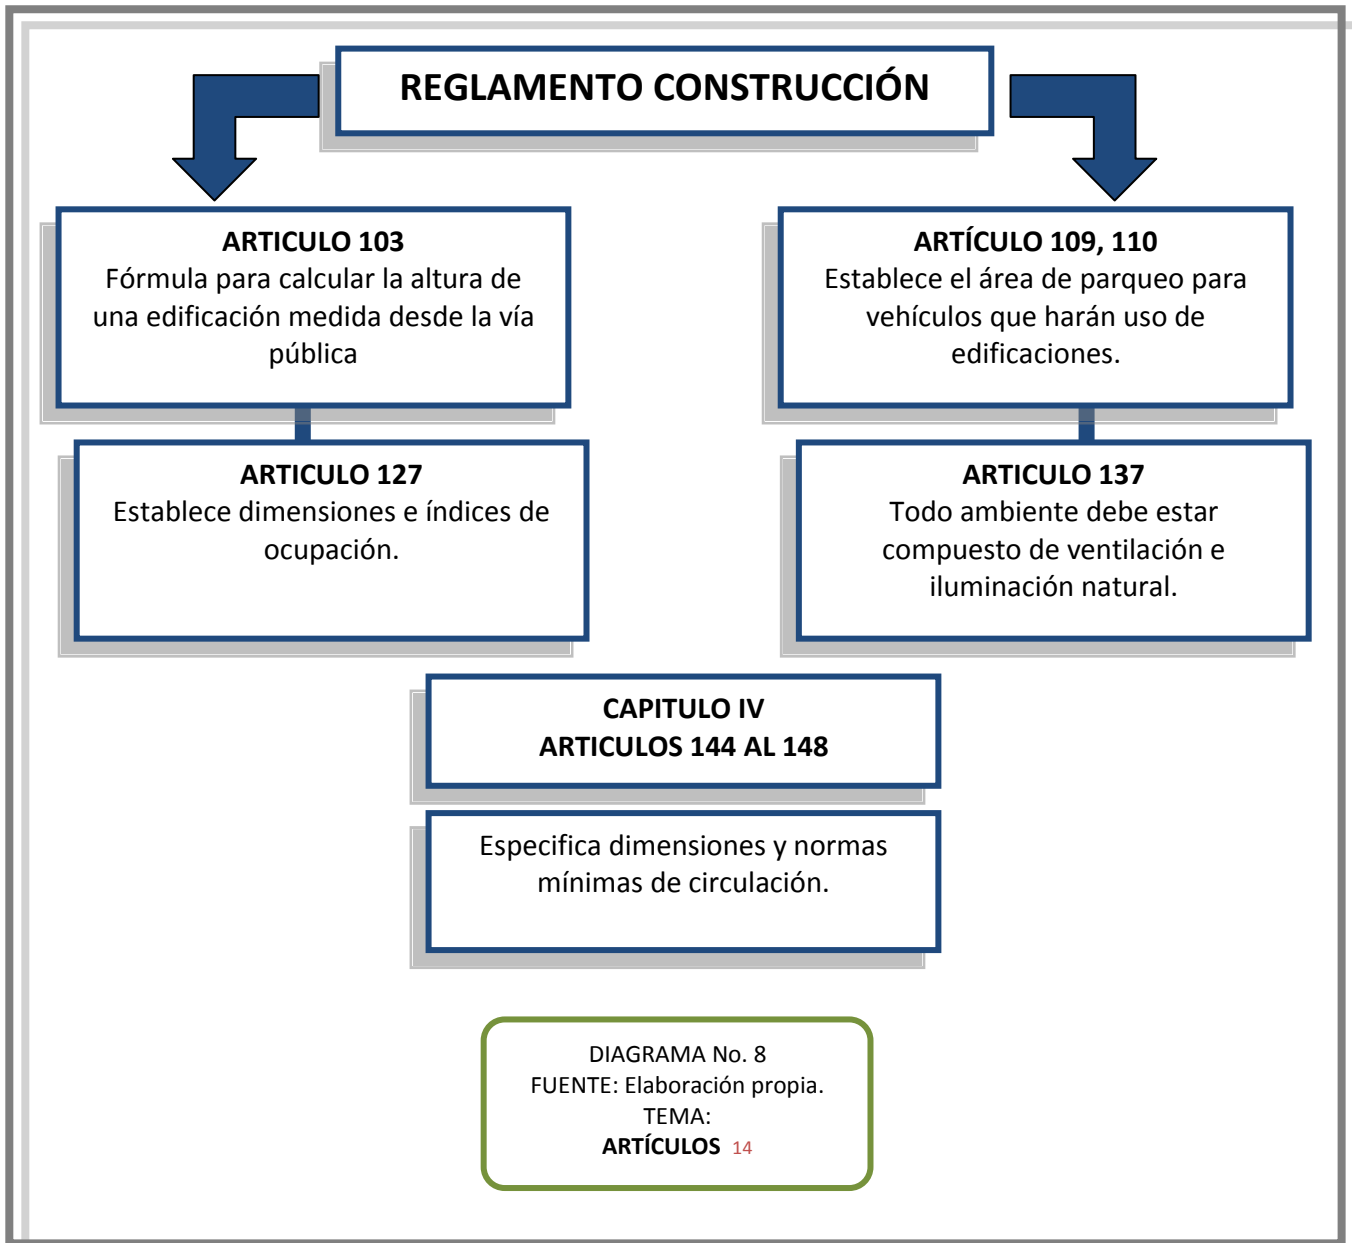 REGLAMENTO CONSTRUCCIÓN
ARTICULO 103
Fórmula para calcular la altura de
una edificación medida desde la vía
pública
ARTÍCULO 109, 110
Establece el área de parqueo para
vehículos que harán uso de
edificaciones.
ARTICULO 127
Establece dimensiones e índices de
ocupación.
ARTICULO 137
Todo ambiente debe estar
compuesto de ventilación e
iluminación natural.
CAPITULO IV
ARTICULOS 144 AL 148
Especifica dimensiones y normas
mínimas de circulación.
DIAGRAMA No. 8
FUENTE: Elaboración propia.
TEMA:
ARTÍCULOS 14